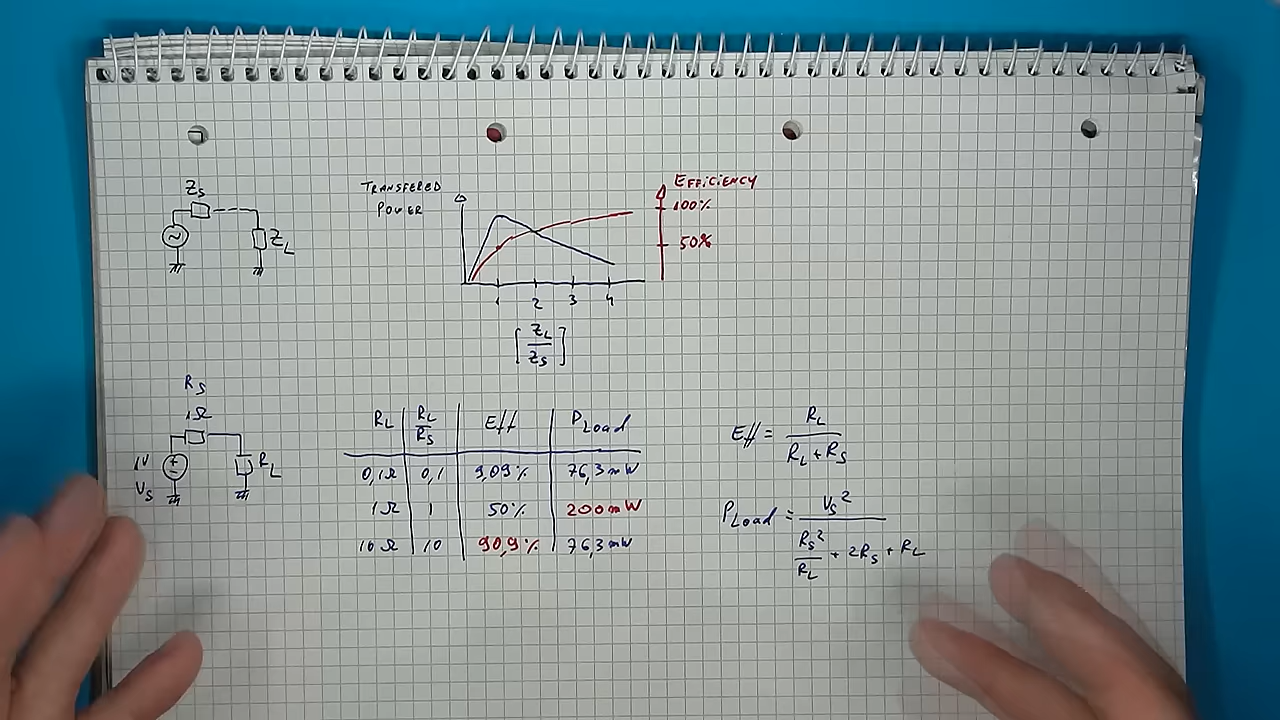 Zs
ZL
TRANSFERED
POWER
EFFICIENCY
100%
50%
1 2 3 4
[ZL/Zs]
Rs
1Ω
1V
Vs
RL
RL | RL/Rs | Eff | PLoad
0,1Ω | 0,1 | 9,09% | 76,3mW
1Ω | 1 | 50% | 200mW
10Ω | 10 | 90,9% | 76,3mW
Eff = RL/(RL+Rs)
PLoad = Vs²/(Rs²/RL + 2Rs + RL)